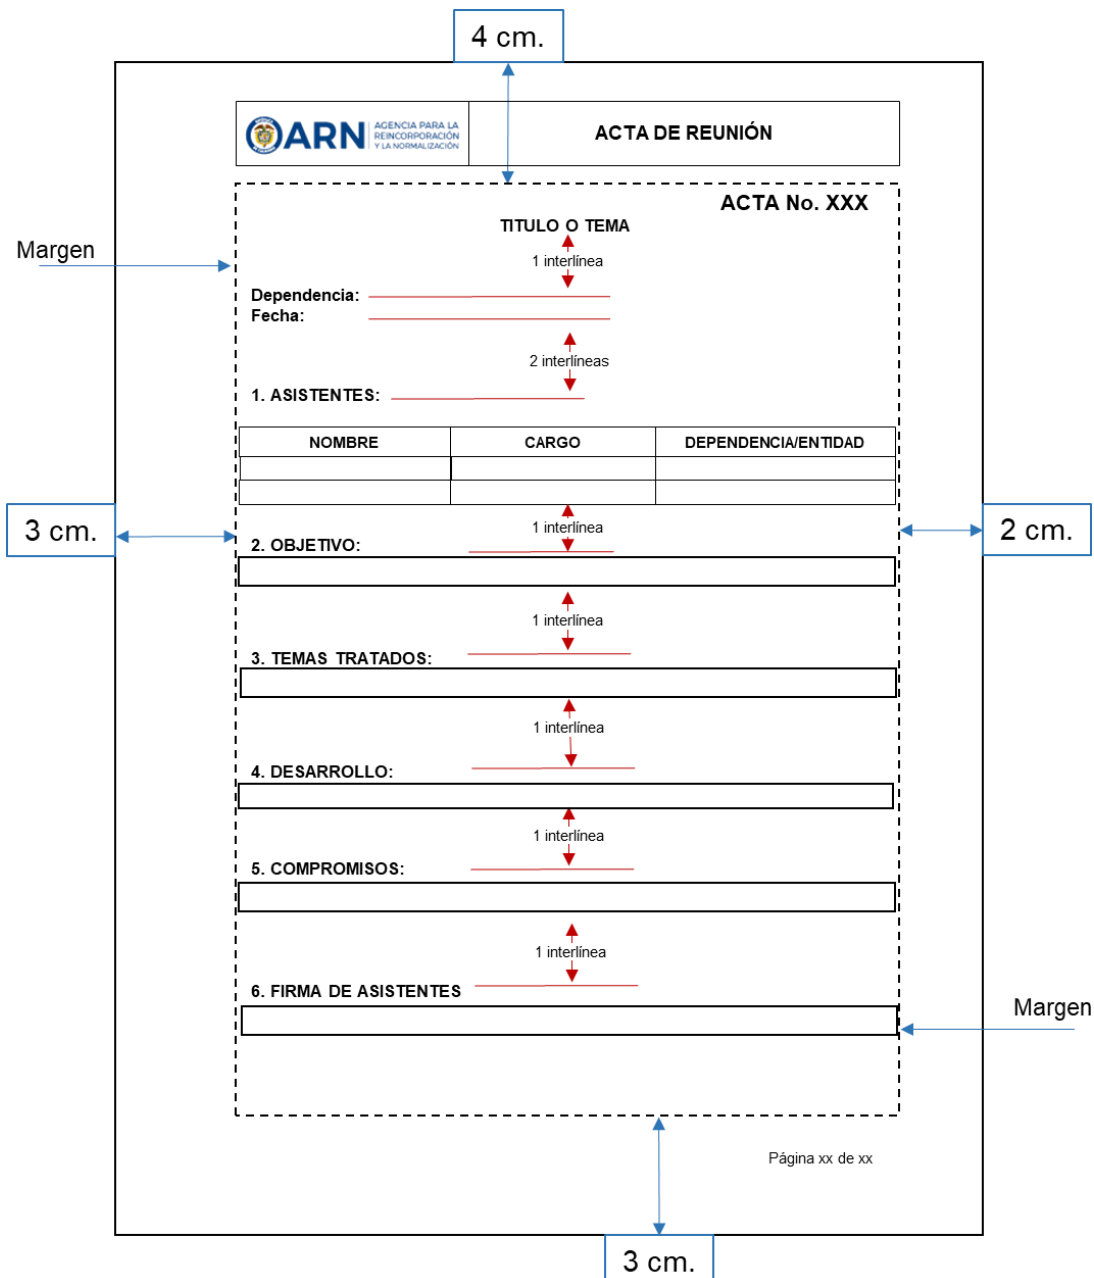 4 cm.
ARN
AGENCIA PARA LA
REINCORPORACIÓN
Y LA NORMALIZACIÓN
ACTA DE REUNIÓN
ACTA No. XXX
TITULO O TEMA
Margen
1 interlínea
Dependencia:
Fecha:
2 interlíneas
1. ASISTENTES:
NOMBRE CARGO DEPENDENCIA/ENTIDAD
3 cm.
1 interlínea
2 cm.
2. OBJETIVO:
1 interlínea
3. TEMAS TRATADOS:
1 interlínea
4. DESARROLLO:
1 interlínea
5. COMPROMISOS:
1 interlínea
6. FIRMA DE ASISTENTES
Margen
Página xx de xx
3 cm.